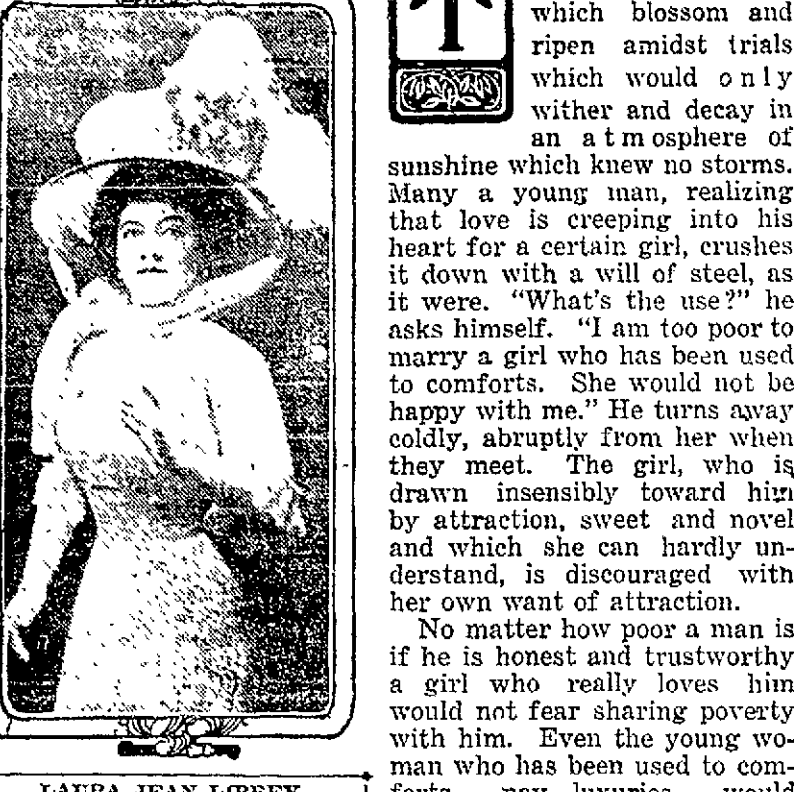 T
which blossom and
ripen amidst trials
which would only
wither and decay in
an atmosphere of
sunshine which knew no storms.
Many a young man, realizing
that love is creeping into his
heart for a certain girl, crushes
it down with a will of steel, as
it were. "What's the use?" he
asks himself. "I am too poor to
marry a girl who has been used
to comforts. She would not be
happy with me." He turns away
coldly, abruptly from her when
they meet. The girl, who is
drawn insensibly toward him
by attraction, sweet and novel
and which she can hardly un-
derstand, is discouraged with
her own want of attraction.
No matter how poor a man is
if he is honest and trustworthy
a girl who really loves him
would not fear sharing poverty
with him. Even the young wo-
man who has been used to com-
forts, nay luxuries, would
LAURA JEAN LIBBEY